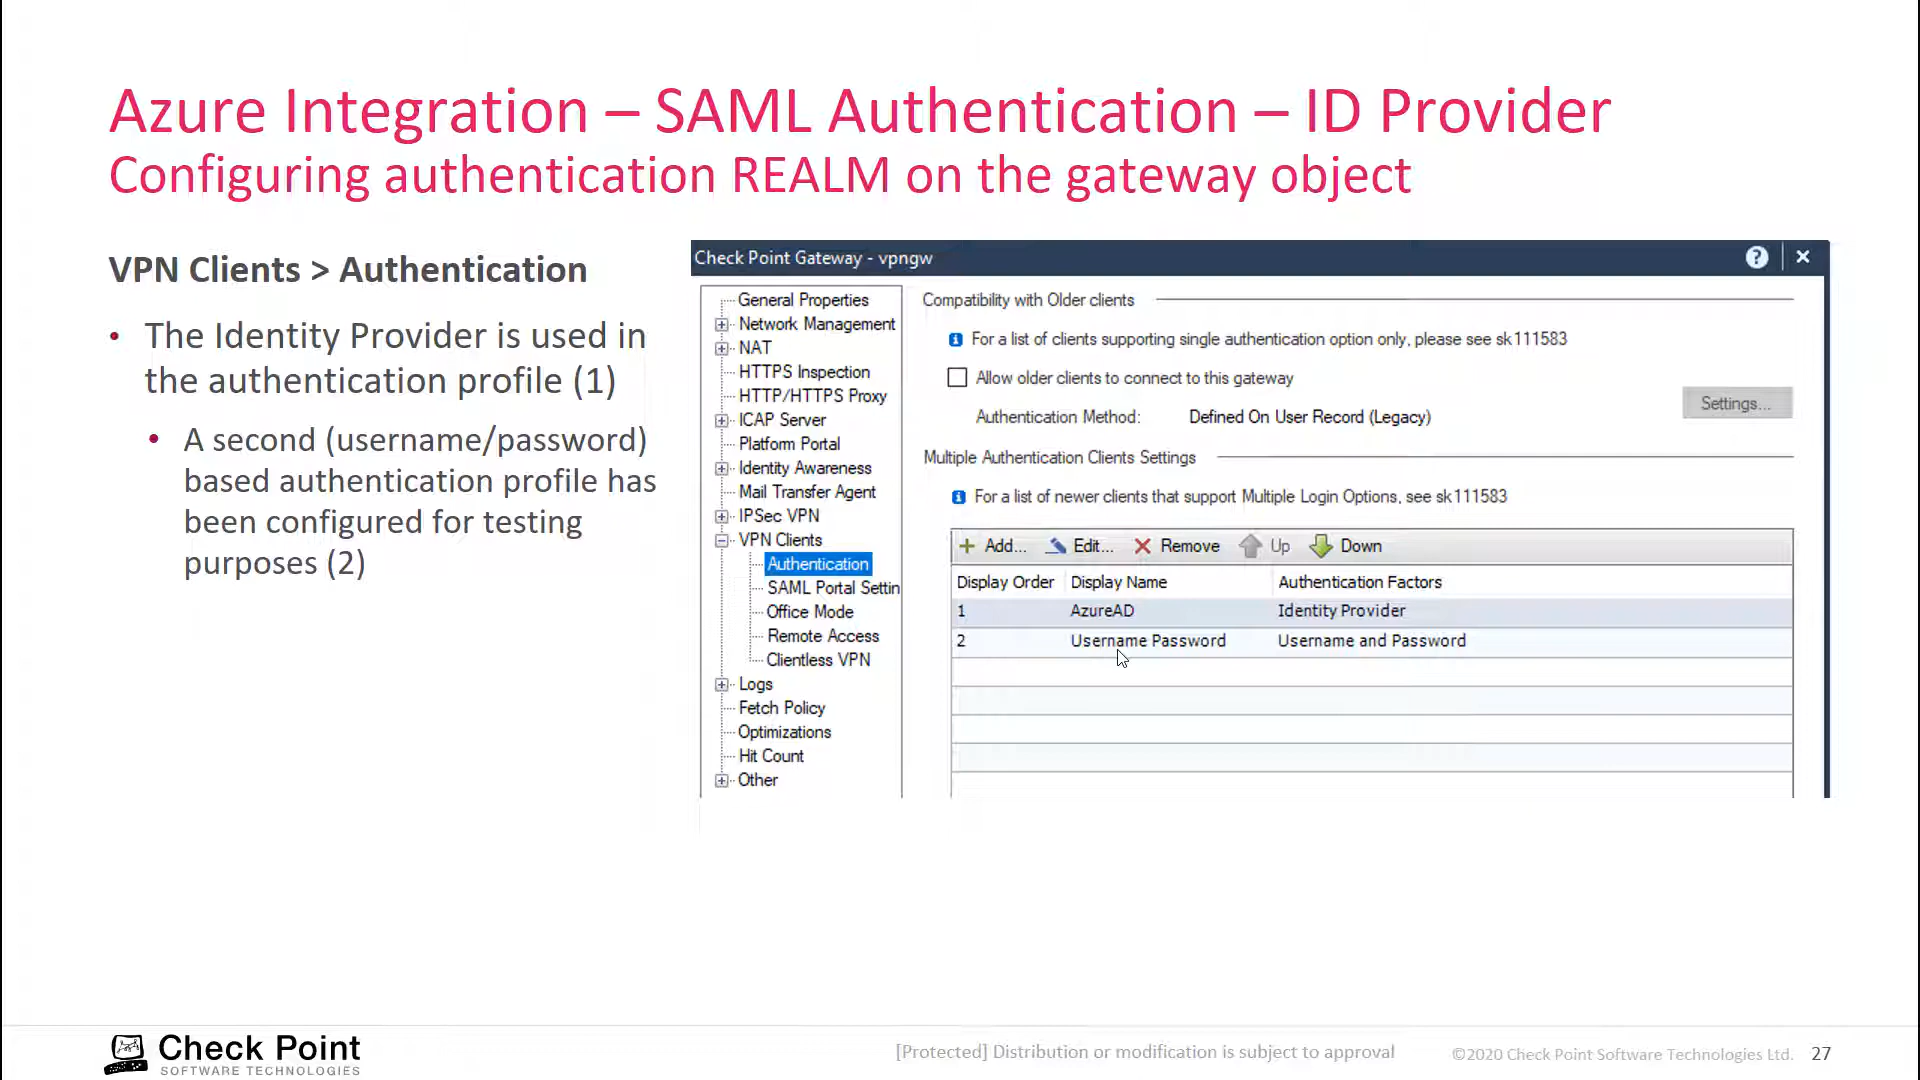 Azure Integration – SAML Authentication – ID Provider
Configuring authentication REALM on the gateway object
VPN Clients > Authentication
• The Identity Provider is used in
the authentication profile (1)
• A second (username/password)
based authentication profile has
been configured for testing
purposes (2)
Check Point Gateway - vpngw
General Properties
Network Management
NAT
HTTPS Inspection
HTTP/HTTPS Proxy
ICAP Server
Platform Portal
Identity Awareness
Mail Transfer Agent
IPSec VPN
VPN Clients
Authentication
SAML Portal Settin
Office Mode
Remote Access
Clientless VPN
Logs
Fetch Policy
Optimizations
Hit Count
Other
Compatibility with Older clients
For a list of clients supporting single authentication option only, please see sk111583
Allow older clients to connect to this gateway
Authentication Method: Defined On User Record (Legacy)
Settings...
Multiple Authentication Clients Settings
For a list of newer clients that support Multiple Login Options, see sk111583
Add... Edit... Remove Up Down
Display Order Display Name Authentication Factors
1 AzureAD Identity Provider
2 Username Password Username and Password
Check Point
SOFTWARE TECHNOLOGIES
[Protected] Distribution or modification is subject to approval
©2020 Check Point Software Technologies Ltd. 27